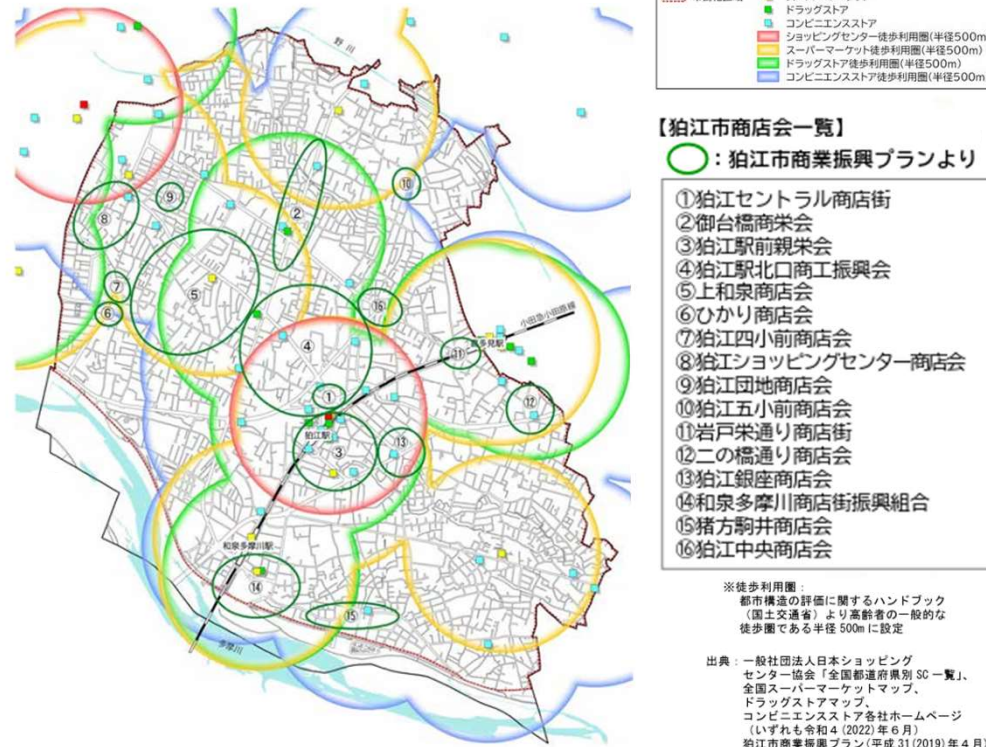 ドラッグストア
コンビニエンスストア
ショッピングセンター徒歩利用圏(半径500m
スーパーマーケット徒歩利用圏(半径500m)
ドラッグストア徒歩利用圏(半径500m)
コンビニエンスストア徒歩利用圏(半径500m
【狛江市商店会一覧】
：狛江市商業振興プランより
①狛江セントラル商店街
②御台橋商栄会
③狛江駅前親栄会
④狛江駅北口商工振興会
⑤上和泉商店会
⑥ひかり商店会
⑦狛江四小前商店会
⑧狛江ショッピングセンター商店会
⑨狛江団地商店会
⑩狛江五小前商店会
⑪岩戸栄通り商店街
⑫二の橋通り商店街
⑬狛江銀座商店会
⑭和泉多摩川商店街振興組合
⑮猪方駒井商店会
⑯狛江中央商店会
※徒歩利用圏：
都市構造の評価に関するハンドブック
（国土交通省）より高齢者の一般的な
徒歩圏である半径 500m に設定
出典：一般社団法人日本ショッピング
センター協会「全国都道府県別 SC 一覧」、
全国スーパーマーケットマップ、
ドラッグストアマップ、
コンビニエンスストア各社ホームページ
（いずれも令和 4 (2022) 年 6 月）
狛江市商業振興プラン(平成 31(2019) 年 4 月)
野川
⑩
⑨
②
⑧
⑦
⑤
⑯
⑥
小田急小田原線
喜多見駅
④
⑪
①
⑫
狛江駅
③
⑬
和泉多摩川駅
⑭
⑮
多摩川